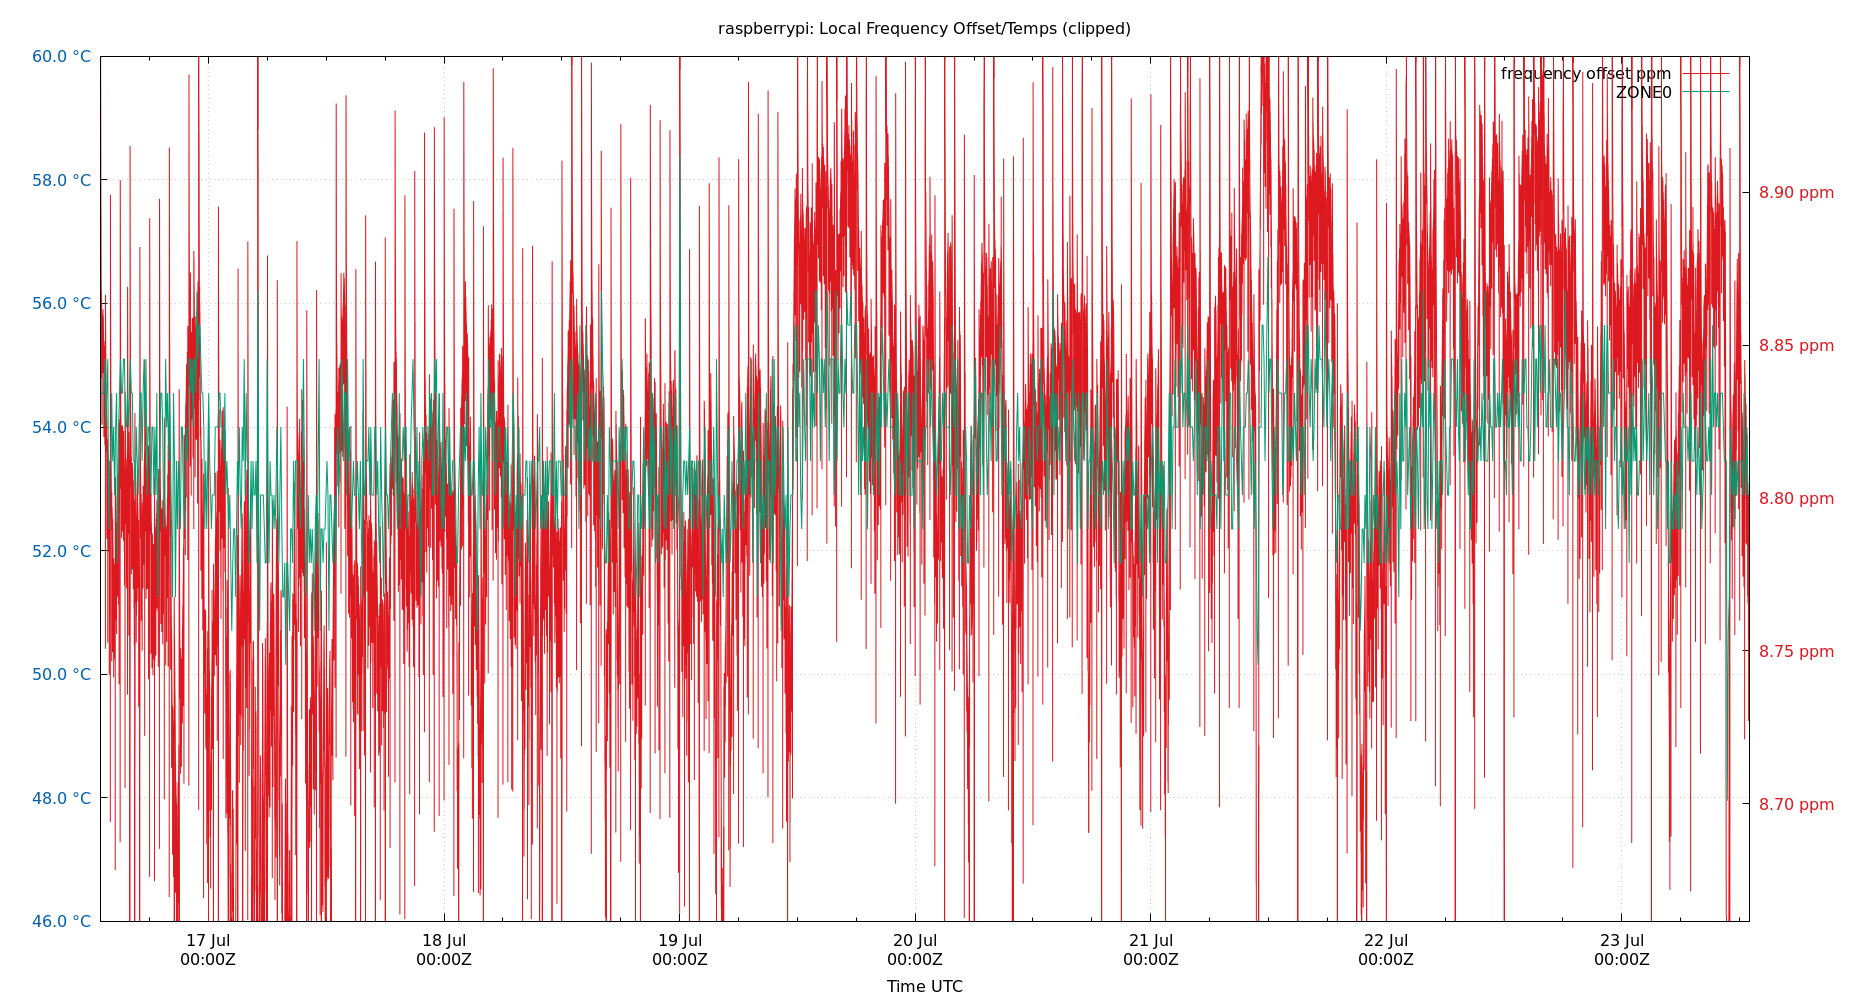 raspberrypi: Local Frequency Offset/Temps (clipped)
60.0 °C
58.0 °C
56.0 °C
54.0 °C
52.0 °C
50.0 °C
48.0 °C
46.0 °C
frequency offset ppm
ZONE0
8.90 ppm
8.85 ppm
8.80 ppm
8.75 ppm
8.70 ppm
17 Jul 18 Jul 19 Jul 20 Jul 21 Jul 22 Jul 23 Jul
00:00Z 00:00Z 00:00Z 00:00Z 00:00Z 00:00Z 00:00Z
Time UTC